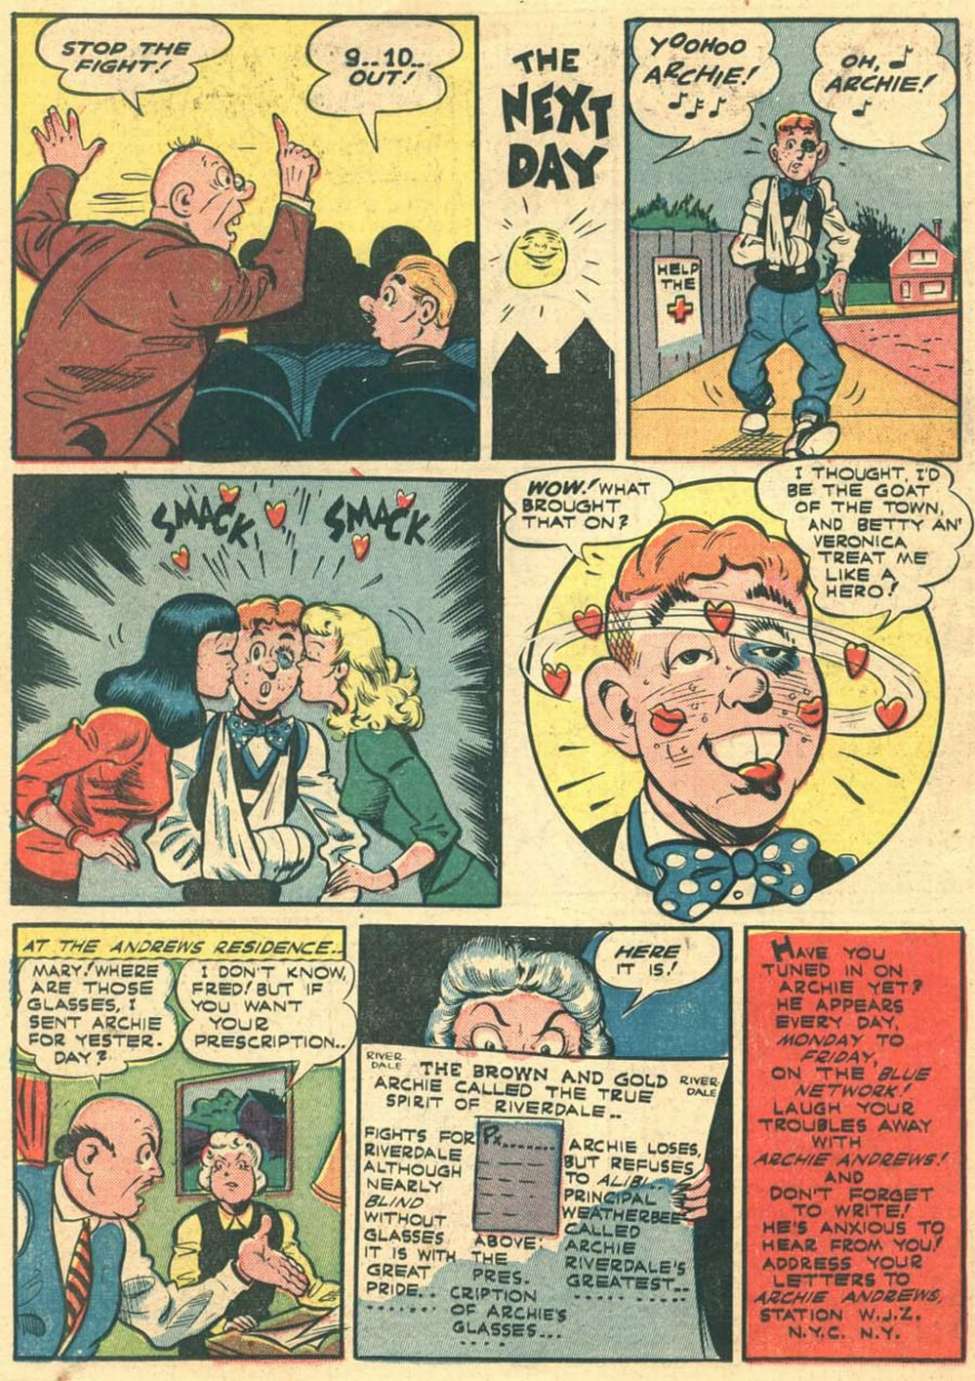 STOP THE
FIGHT!
9..10..
OUT!
THE
NEXT
DAY
YOOHOO
ARCHIE!
OH,
ARCHIE!
HELP
THE
SMACK
SMACK
WOW! WHAT
BROUGHT
THAT ON?
I THOUGHT, I'D
BE THE GOAT
OF THE TOWN,
AND BETTY AN'
VERONICA
TREAT ME
LIKE A
HERO!
AT THE ANDREWS RESIDENCE..
MARY! WHERE
ARE THOSE
GLASSES, I
SENT ARCHIE
FOR YESTER-
DAY?
I DON'T KNOW,
FRED! BUT IF
YOU WANT
YOUR
PRESCRIPTION..
HERE
IT IS!
RIVER
DALE
THE BROWN AND GOLD
RIVER
DALE
ARCHIE CALLED THE TRUE
SPIRIT OF RIVERDALE..
FIGHTS FOR
RIVERDALE
ALTHOUGH
NEARLY
BLIND
WITHOUT
GLASSES
IT IS WITH
GREAT
PRIDE..
Rx
ABOVE:
THE
PRES-
CRIPTION
OF ARCHIE'S
GLASSES...
ARCHIE LOSES,
BUT REFUSES
TO ALIBI..
PRINCIPAL
WEATHERBEE
CALLED
ARCHIE
RIVERDALE'S
GREATEST...
HAVE YOU
TUNED IN ON
ARCHIE YET?
HE APPEARS
EVERY DAY,
MONDAY TO
FRIDAY,
ON THE BLUE
NETWORK!
LAUGH YOUR
TROUBLES AWAY
WITH
ARCHIE ANDREWS!
AND
DON'T FORGET
TO WRITE!
HE'S ANXIOUS TO
HEAR FROM YOU!
ADDRESS YOUR
LETTERS TO
ARCHIE ANDREWS,
STATION W.J.Z.
N.Y.C. N.Y.